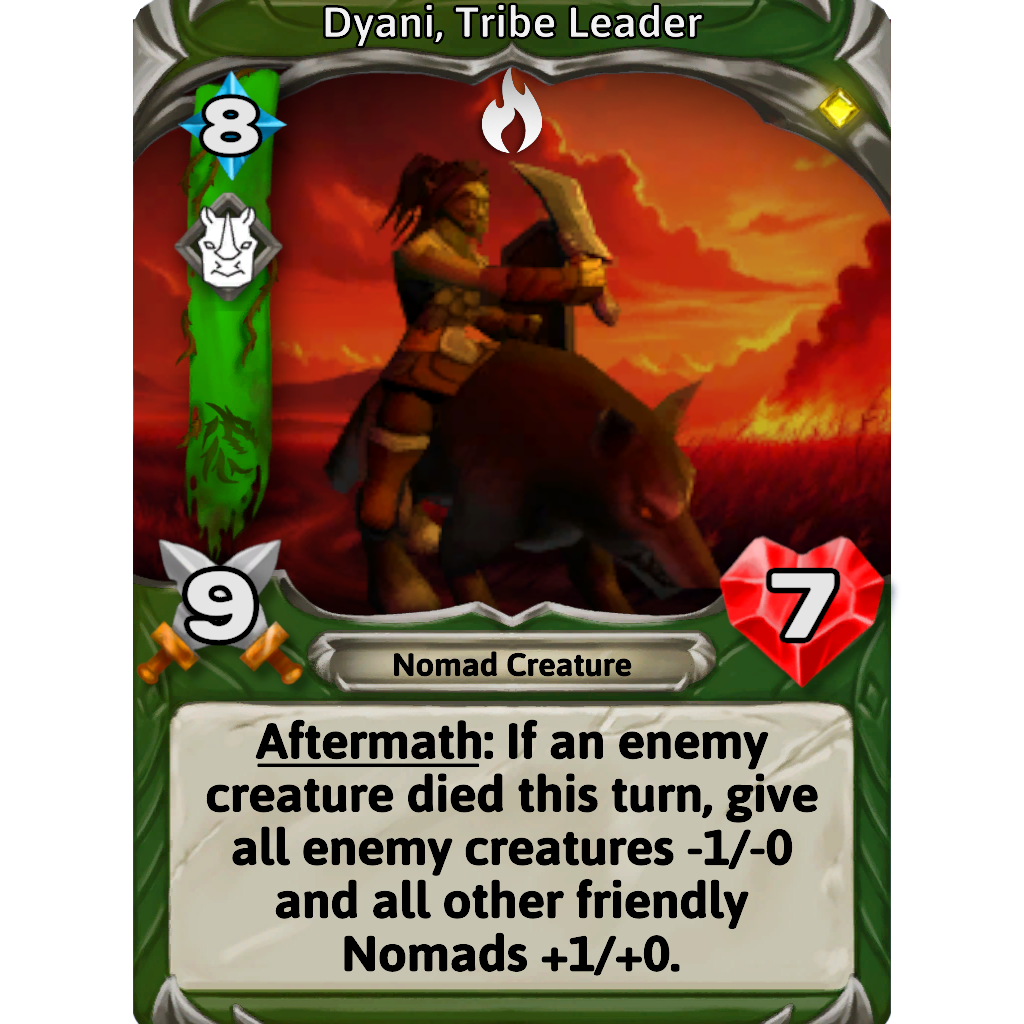 Dyani, Tribe Leader
8
9
7
Nomad Creature
Aftermath: If an enemy
creature died this turn, give
all enemy creatures -1/-0
and all other friendly
Nomads +1/+0.